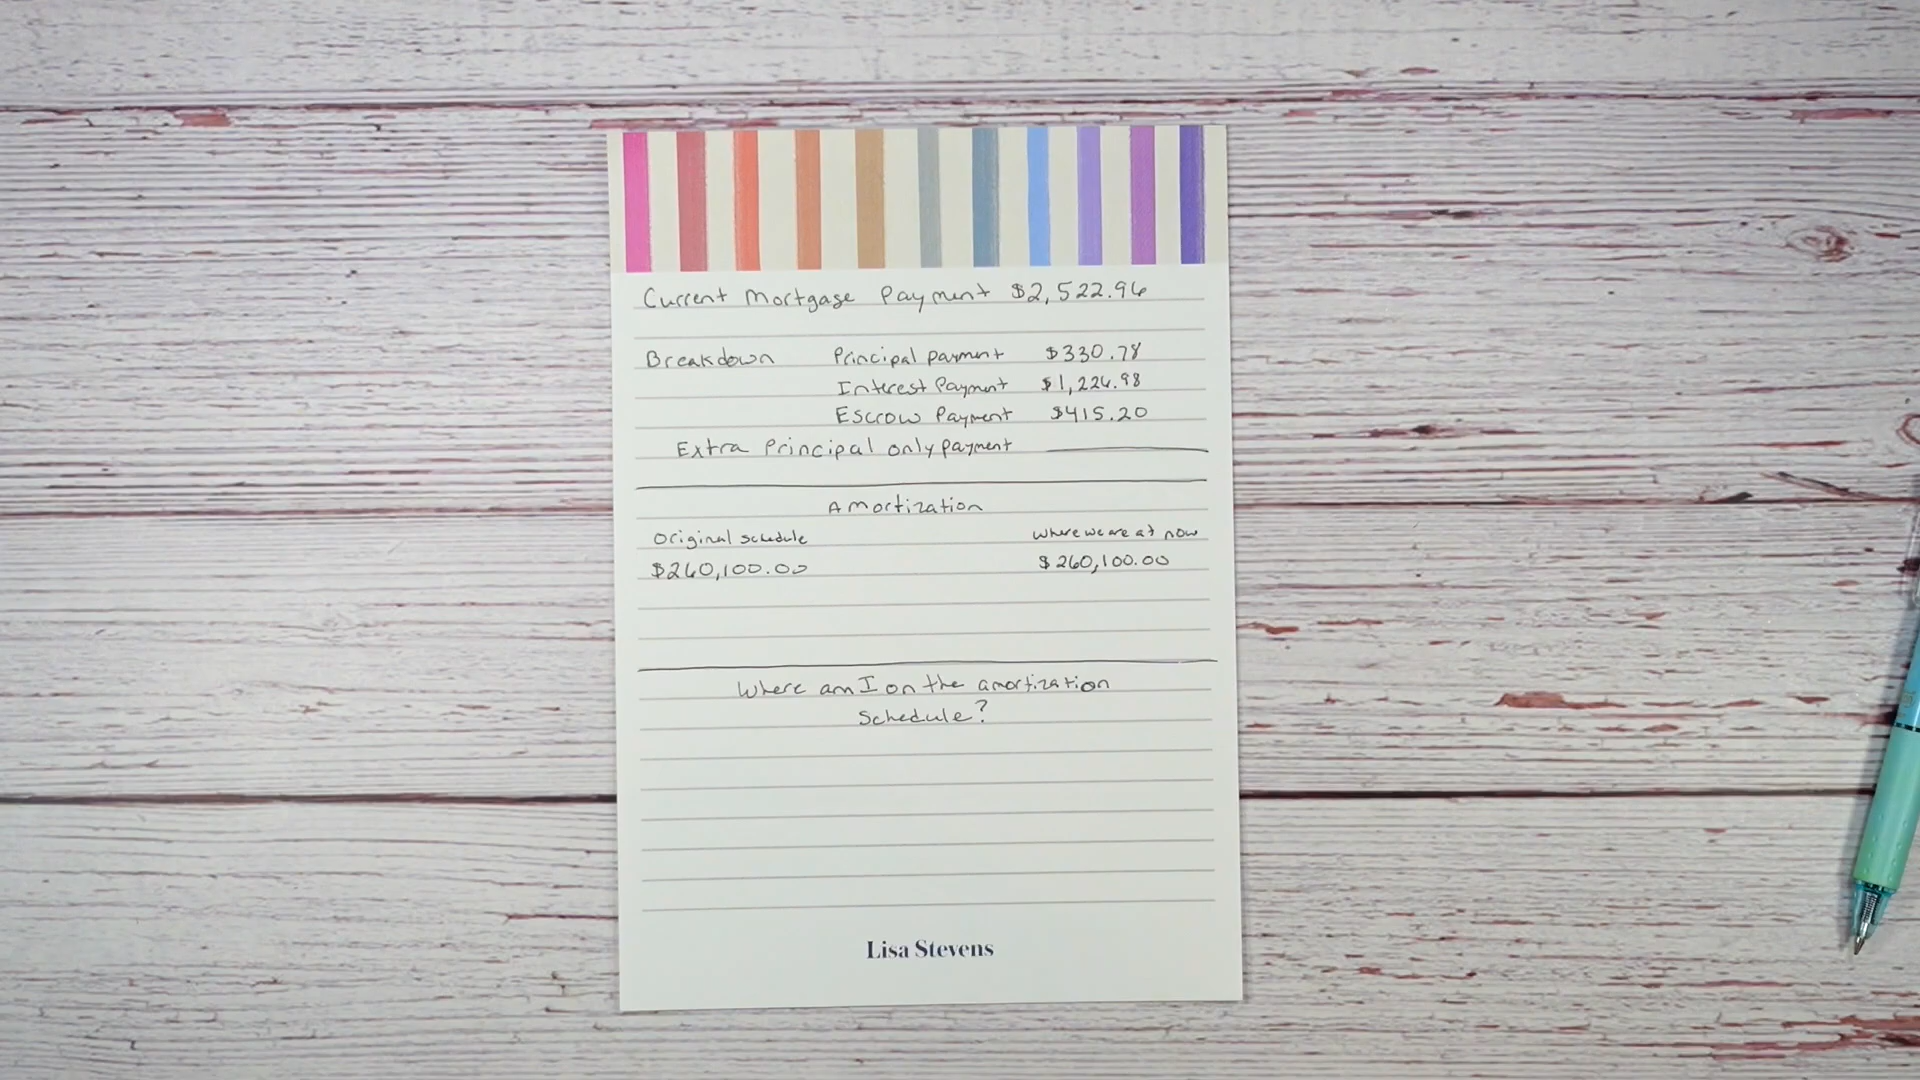 Current Mortgage Payment $2,522.96
Breakdown Principal Payment $330.78
Interest Payment $1,226.98
Escrow Payment $415.20
Extra Principal only payment
Amortization
Original schedule where we are at now
$260,100.00 $260,100.00
Where am I on the amortization
Schedule?
Lisa Stevens